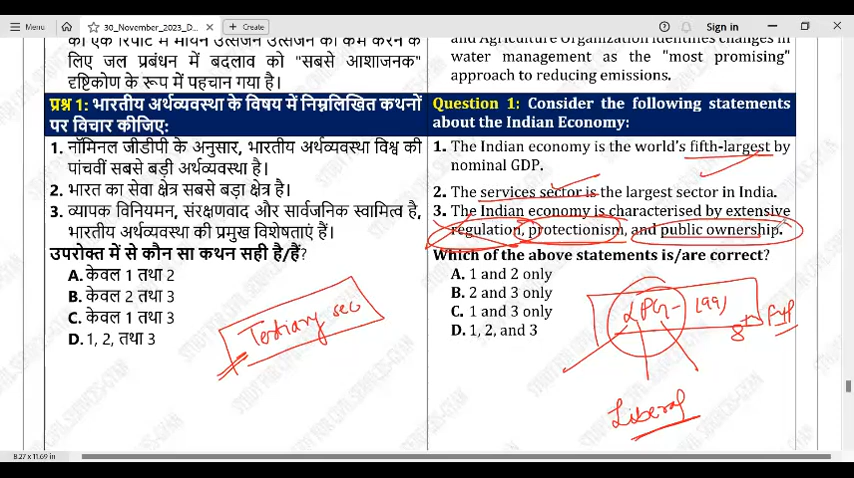 Menu
30_November_2023_D...
+ Create
Sign in
की एक रिपोर्ट में मीथेन उत्सर्जन उत्सर्जन को कम करने के
लिए जल प्रबंधन में बदलाव को "सबसे आशाजनक"
दृष्टिकोण के रूप में पहचान गया है।
and Agriculture Organization identifies changes in
water management as the "most promising"
approach to reducing emissions.
प्रश्न 1: भारतीय अर्थव्यवस्था के विषय में निम्नलिखित कथनों
पर विचार कीजिए:
Question 1: Consider the following statements
about the Indian Economy:
1. नॉमिनल जीडीपी के अनुसार, भारतीय अर्थव्यवस्था विश्व की
पांचवीं सबसे बड़ी अर्थव्यवस्था है।
2. भारत का सेवा क्षेत्र सबसे बड़ा क्षेत्र है।
3. व्यापक विनियमन, संरक्षणवाद और सार्वजनिक स्वामित्व है,
भारतीय अर्थव्यवस्था की प्रमुख विशेषताएं हैं।
उपरोक्त में से कौन सा कथन सही है/हैं?
A. केवल 1 तथा 2
B. केवल 2 तथा 3
C. केवल 1 तथा 3
D. 1, 2, तथा 3
1. The Indian economy is the world's fifth-largest by
nominal GDP.
2. The services sector is the largest sector in India.
3. The Indian economy is characterised by extensive
regulation, protectionism, and public ownership.
Which of the above statements is/are correct?
A. 1 and 2 only
B. 2 and 3 only
C. 1 and 3 only
D. 1, 2, and 3
Tertiary sec
LPG - 1991
8th FYP
Liberal
8.27 x 11.69 in